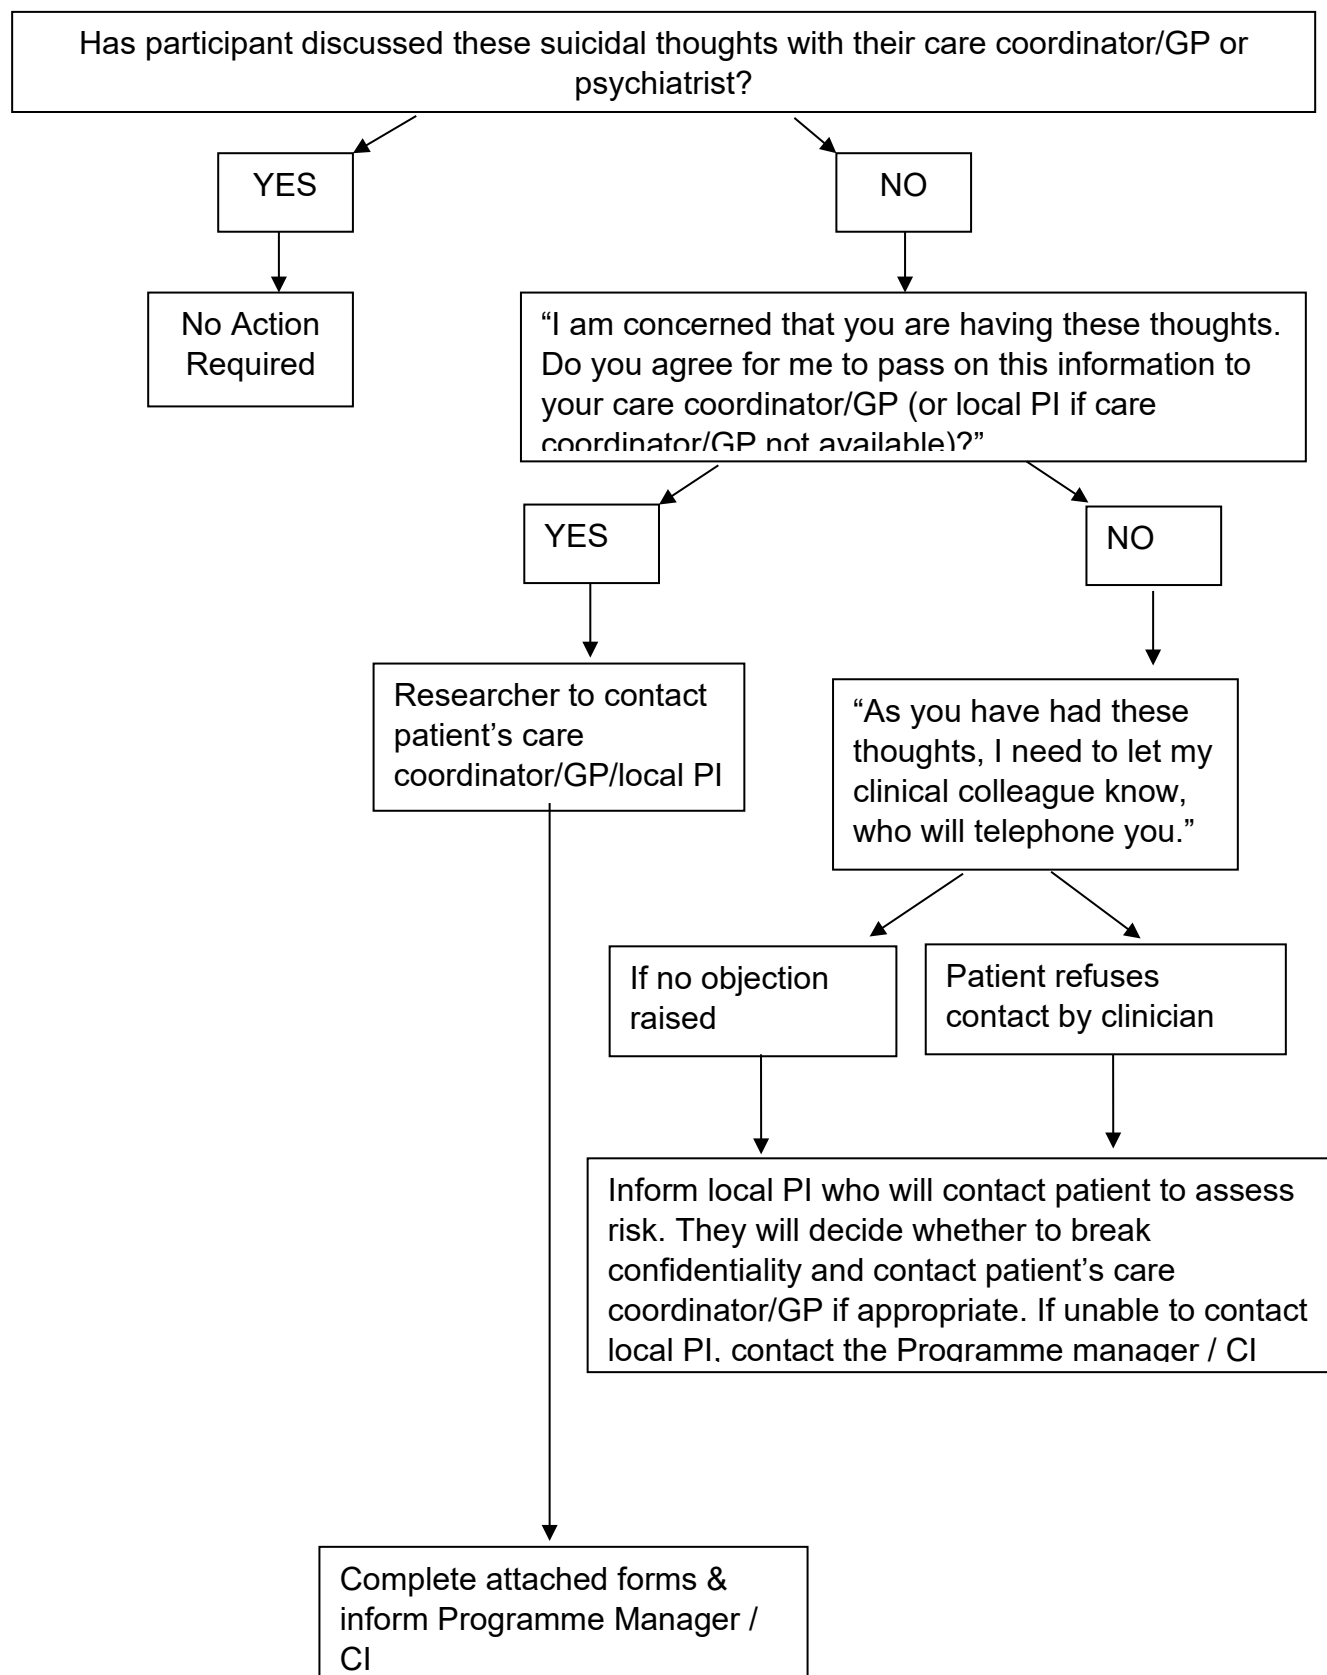 Has participant discussed these suicidal thoughts with their care coordinator/GP or
psychiatrist?
YES
NO
No Action
Required
“I am concerned that you are having these thoughts.
Do you agree for me to pass on this information to
your care coordinator/GP (or local PI if care
coordinator/GP not available)?”
YES
NO
Researcher to contact
patient’s care
coordinator/GP/local PI
“As you have had these
thoughts, I need to let my
clinical colleague know,
who will telephone you.”
If no objection
raised
Patient refuses
contact by clinician
Inform local PI who will contact patient to assess
risk. They will decide whether to break
confidentiality and contact patient’s care
coordinator/GP if appropriate. If unable to contact
local PI, contact the Programme manager / CI
Complete attached forms &
inform Programme Manager /
CI